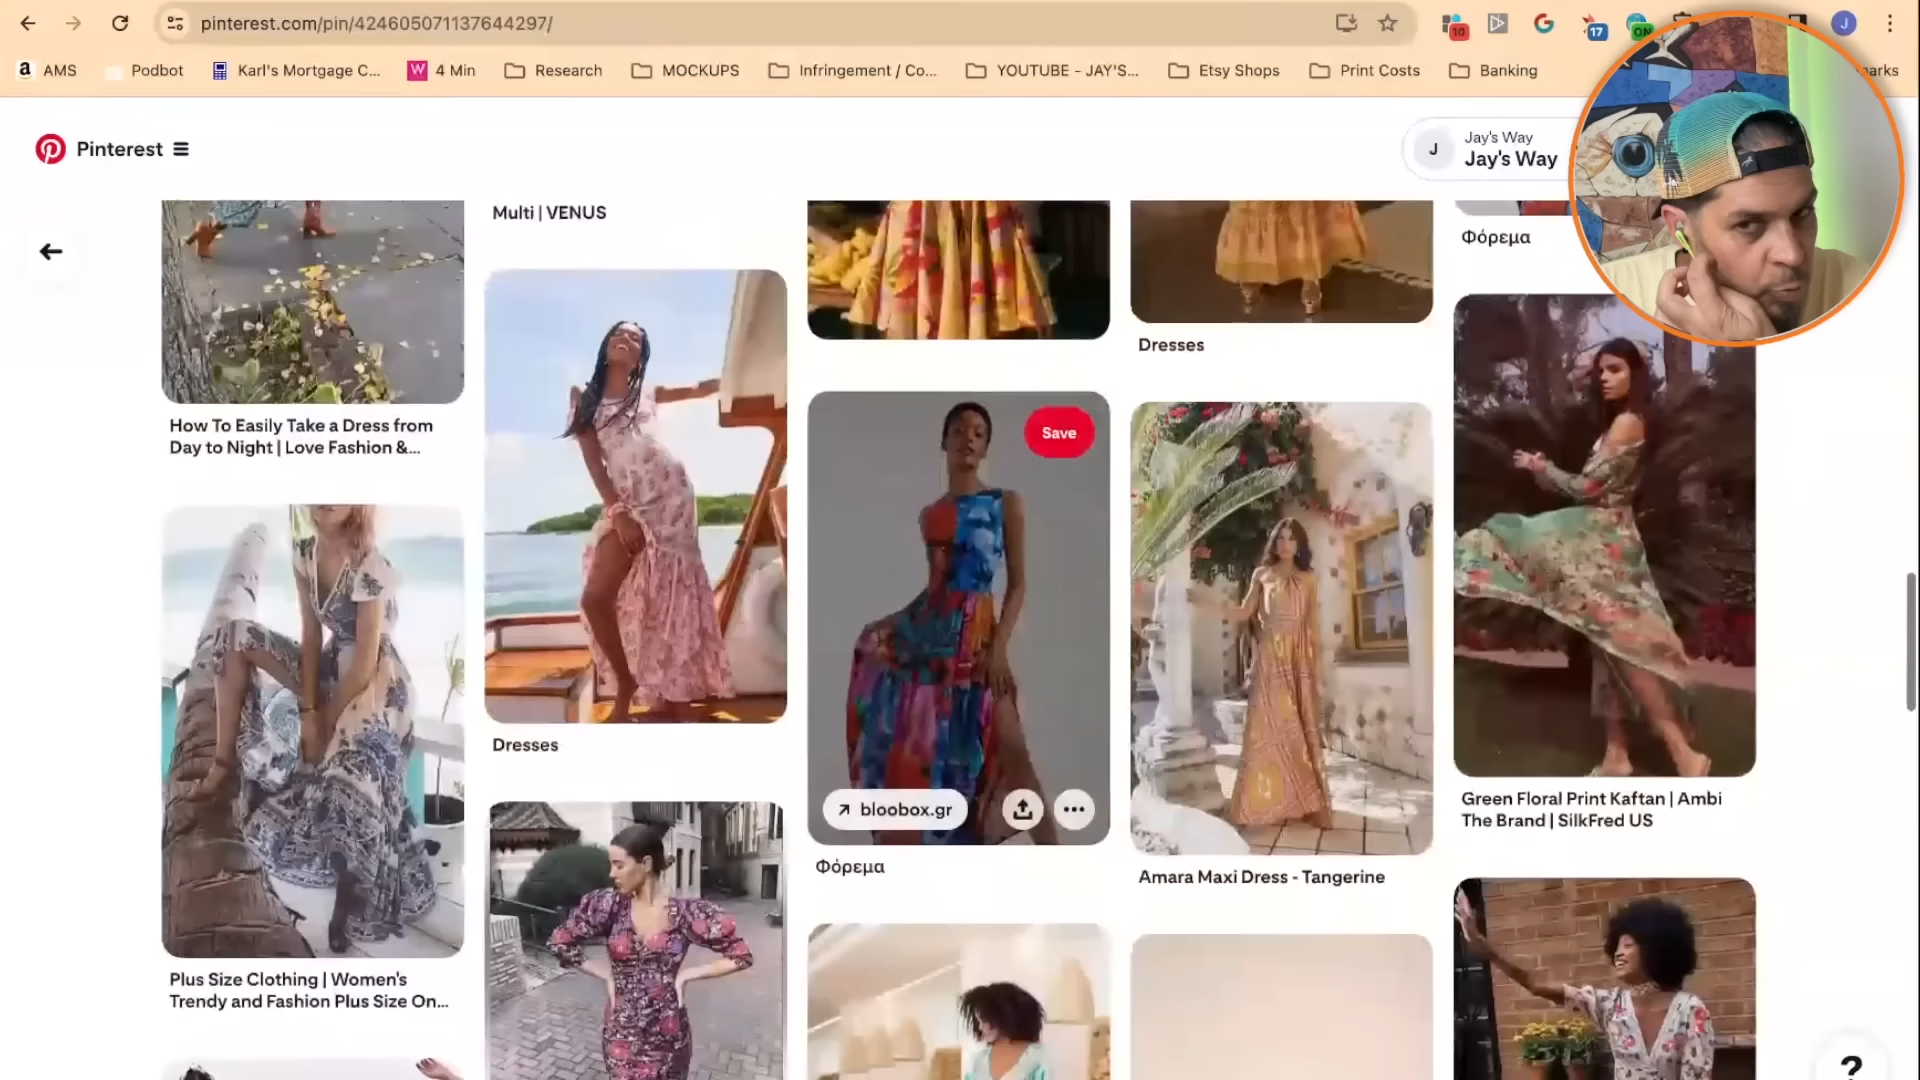 pinterest.com/pin/424605071137644297/
10
17
ON
J
a AMS
Podbot
Karl's Mortgage C...
W 4 Min
Research
MOCKUPS
Infringement / Co...
YOUTUBE - JAY'S...
Etsy Shops
Print Costs
Banking
Pinterest
J
Jay's Way
Jay's Way
Multi | VENUS
Φόρεμα
Dresses
How To Easily Take a Dress from
Day to Night | Love Fashion &...
Save
Dresses
bloobox.gr
Φόρεμα
Amara Maxi Dress - Tangerine
Green Floral Print Kaftan | Ambi
The Brand | SilkFred US
Plus Size Clothing | Women's
Trendy and Fashion Plus Size On...
?